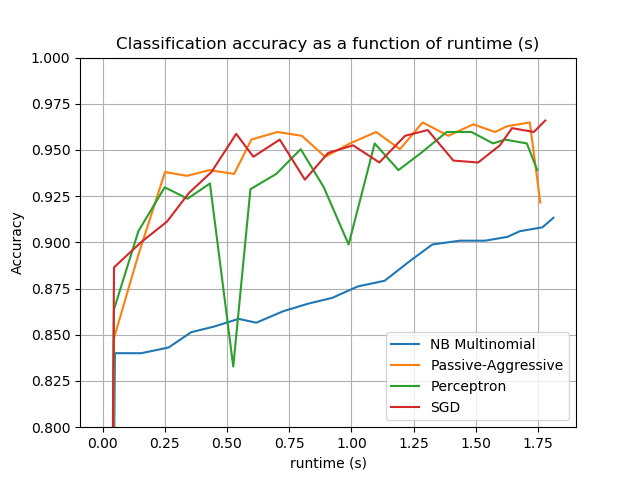 Classification accuracy as a function of runtime (s)
1.000
0.975
0.950
0.925
0.900
0.875
0.850
0.825
0.800
Accuracy
NB Multinomial
Passive-Aggressive
Perceptron
SGD
0.00 0.25 0.50 0.75 1.00 1.25 1.50 1.75
runtime (s)